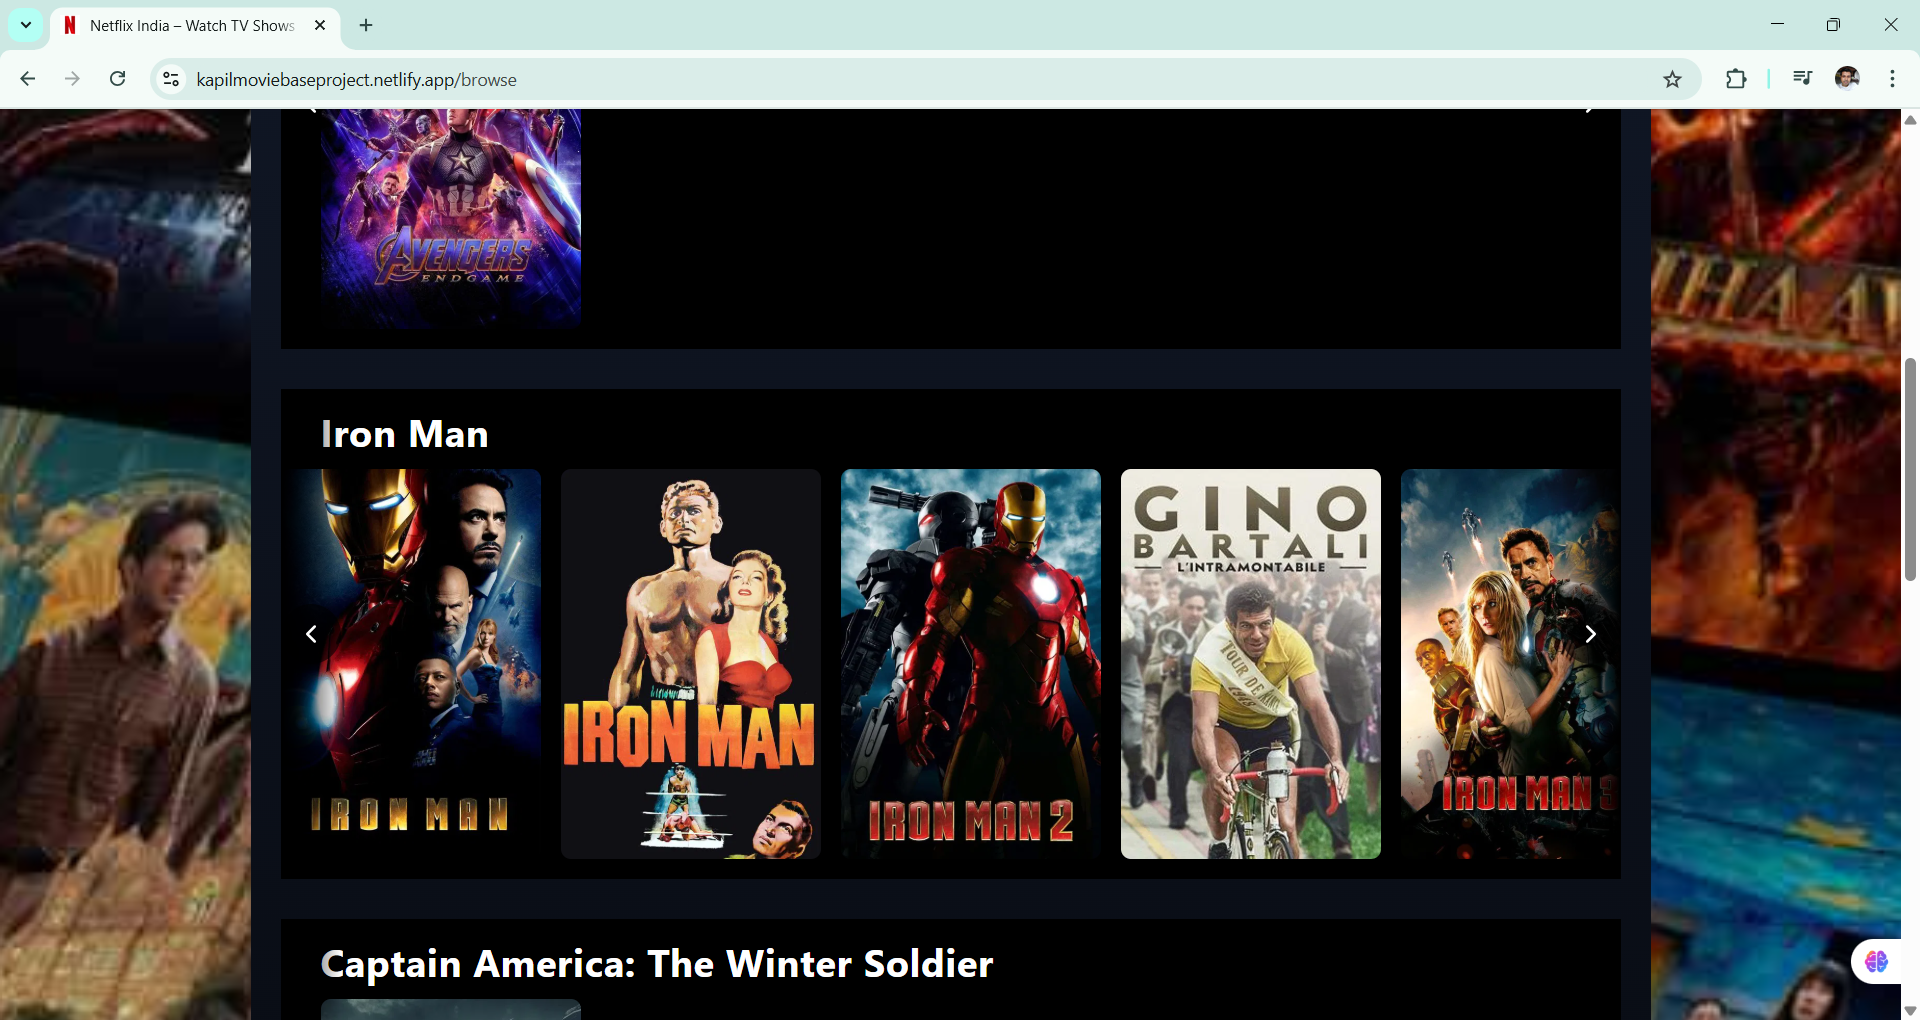 Netflix India – Watch TV Shows
kapilmoviebaseproject.netlify.app/browse
AVENGERS
ENDGAME
Iron Man
IRON MAN
IRON MAN
IRON MAN 2
GINO
BARTALI
L'INTRAMONTABILE
TOUR DE
1948
IRON MAN 3
Captain America: The Winter Soldier